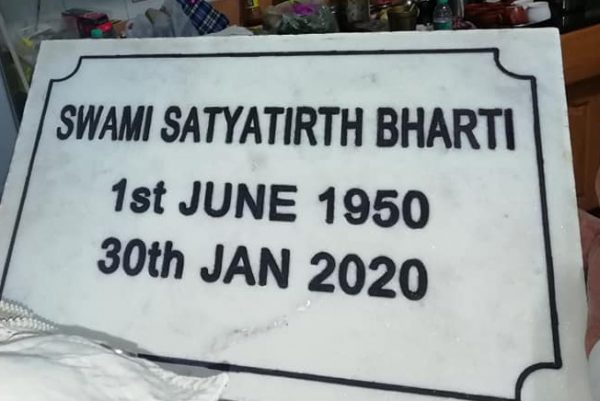 SWAMI SATYATIRTH BHARTI
1st JUNE 1950
30th JAN 2020